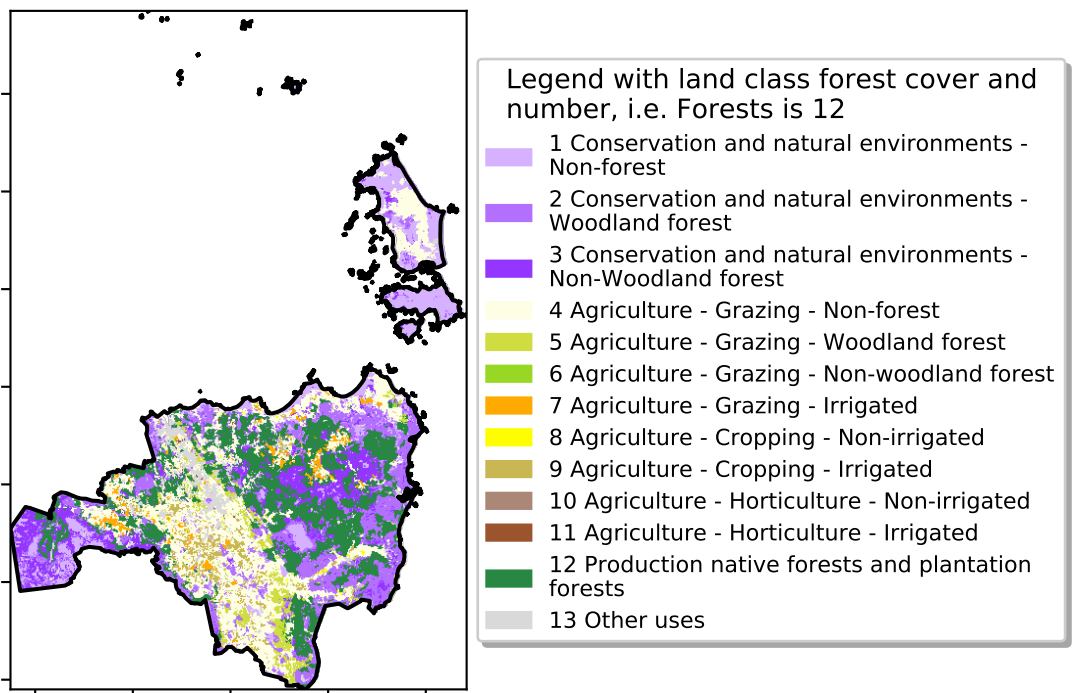 Legend with land class forest cover and
number, i.e. Forests is 12
1 Conservation and natural environments -
Non-forest
2 Conservation and natural environments -
Woodland forest
3 Conservation and natural environments -
Non-Woodland forest
4 Agriculture - Grazing - Non-forest
5 Agriculture - Grazing - Woodland forest
6 Agriculture - Grazing - Non-woodland forest
7 Agriculture - Grazing - Irrigated
8 Agriculture - Cropping - Non-irrigated
9 Agriculture - Cropping - Irrigated
10 Agriculture - Horticulture - Non-irrigated
11 Agriculture - Horticulture - Irrigated
12 Production native forests and plantation
forests
13 Other uses